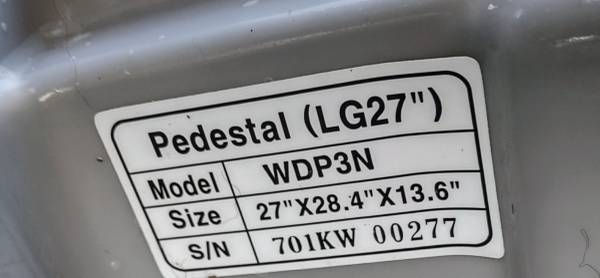 Pedestal (LG27")
Model WDP3N
Size 27"X28.4"X13.6"
S/N 701KW 00277